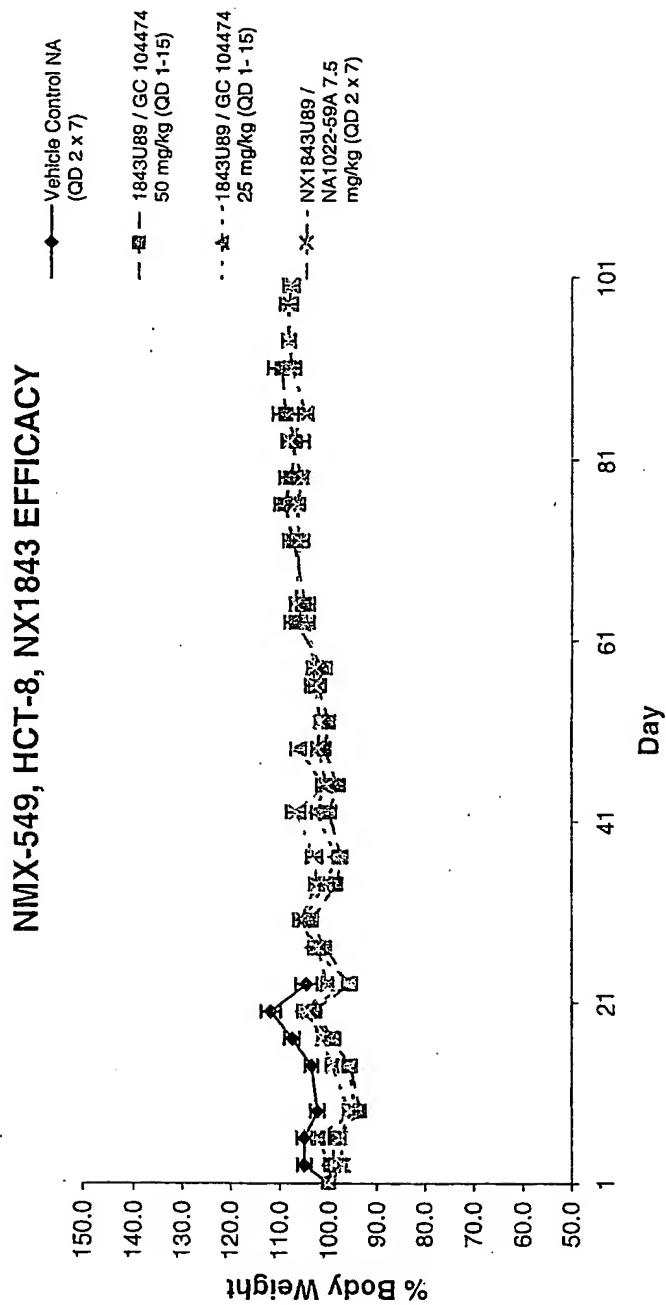 NMX-549, HCT-8, NX1843 EFFICACY
% Body Weight
150.0
140.0
130.0
120.0
110.0
100.0
90.0
80.0
70.0
60.0
50.0
1
21
41
61
81
101
Day
Vehicle Control NA
(QD 2 x 7)
1843U89 / GC 104474
50 mg/kg (QD 1-15)
1843U89 / GC 104474
25 mg/kg (QD 1- 15)
NX1843U89 /
NA1022-59A 7.5
mg/kg (QD 2 x 7)